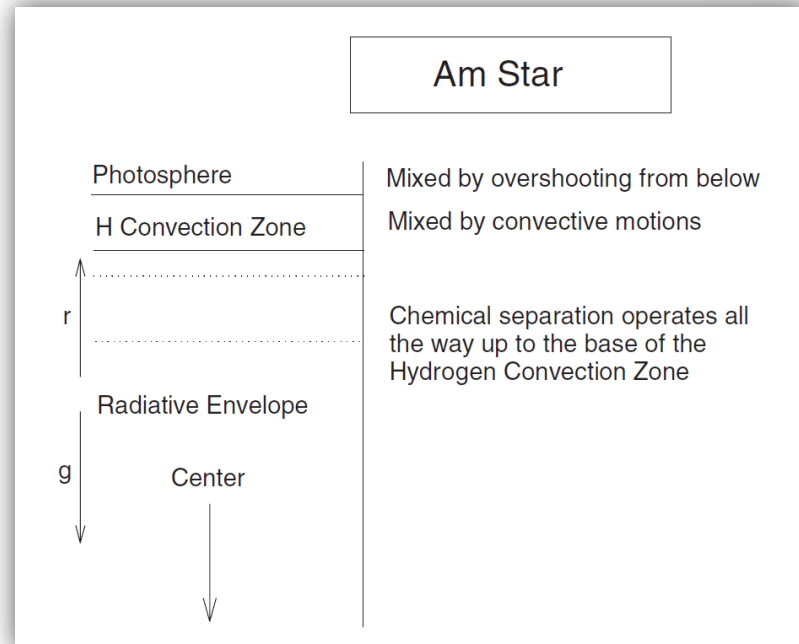 Am Star
Photosphere
Mixed by overshooting from below
H Convection Zone
Mixed by convective motions
r
Chemical separation operates all
the way up to the base of the
Hydrogen Convection Zone
Radiative Envelope
g
Center